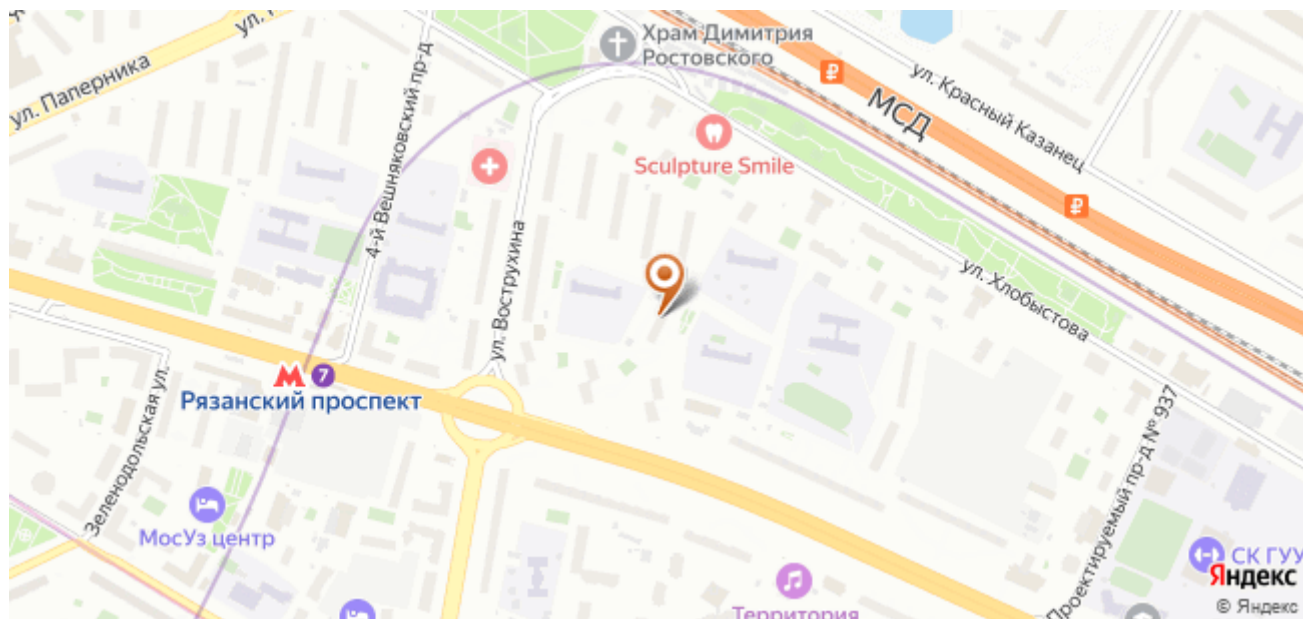 Храм Димитрия
Ростовского
ул. Паперника
4-й Вешняковский пр-д
МСД
ул. Красный Казанец
Sculpture Smile
ул. Вострухина
ул. Хлобыстова
7
Рязанский проспект
Зеленодольская ул.
МосУз центр
Проектируемый пр-д № 937
СК ГУУ
Яндекс
© Яндекс
Территория